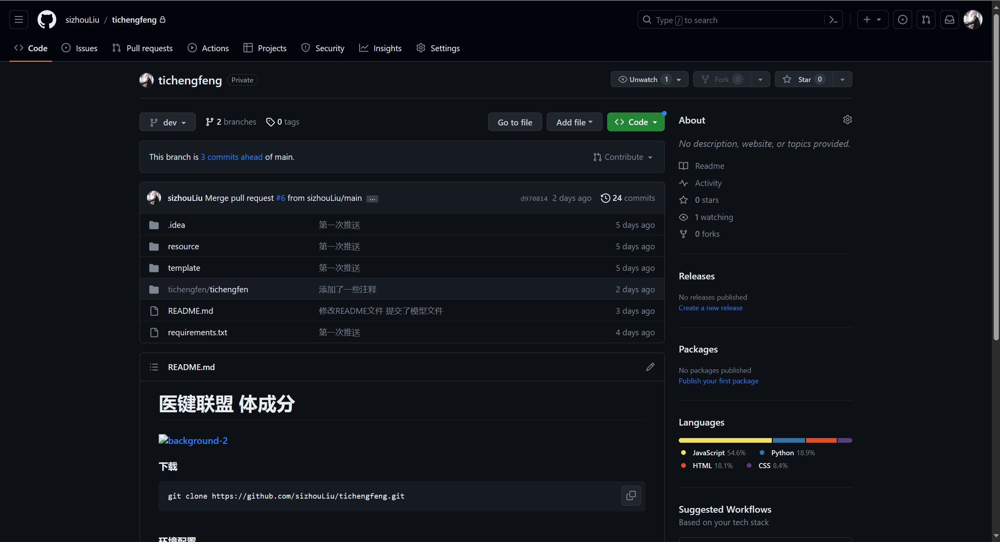 sizhouLiu / tichengfeng
Type / to search
Code
Issues
Pull requests
Actions
Projects
Security
Insights
Settings
tichengfeng Private
Unwatch 1
Fork 0
Star 0
dev
2 branches
0 tags
Go to file
Add file
Code
This branch is 3 commits ahead of main.
Contribute
sizhouLiu Merge pull request #6 from sizhouLiu/main ...
d970814 2 days ago
24 commits
.idea 第一次推送 5 days ago
resource 第一次推送 5 days ago
template 第一次推送 5 days ago
tichengfen/tichengfen 添加了一些注释 2 days ago
README.md 修改README文件 提交了模型文件 3 days ago
requirements.txt 第一次推送 4 days ago
README.md
医键联盟 体成分
background-2
下载
git clone https://github.com/sizhouLiu/tichengfeng.git
环境配置
About
No description, website, or topics provided.
Readme
Activity
0 stars
1 watching
0 forks
Releases
No releases published
Create a new release
Packages
No packages published
Publish your first package
Languages
JavaScript 54.6%
Python 18.9%
HTML 18.1%
CSS 8.4%
Suggested Workflows
Based on your tech stack